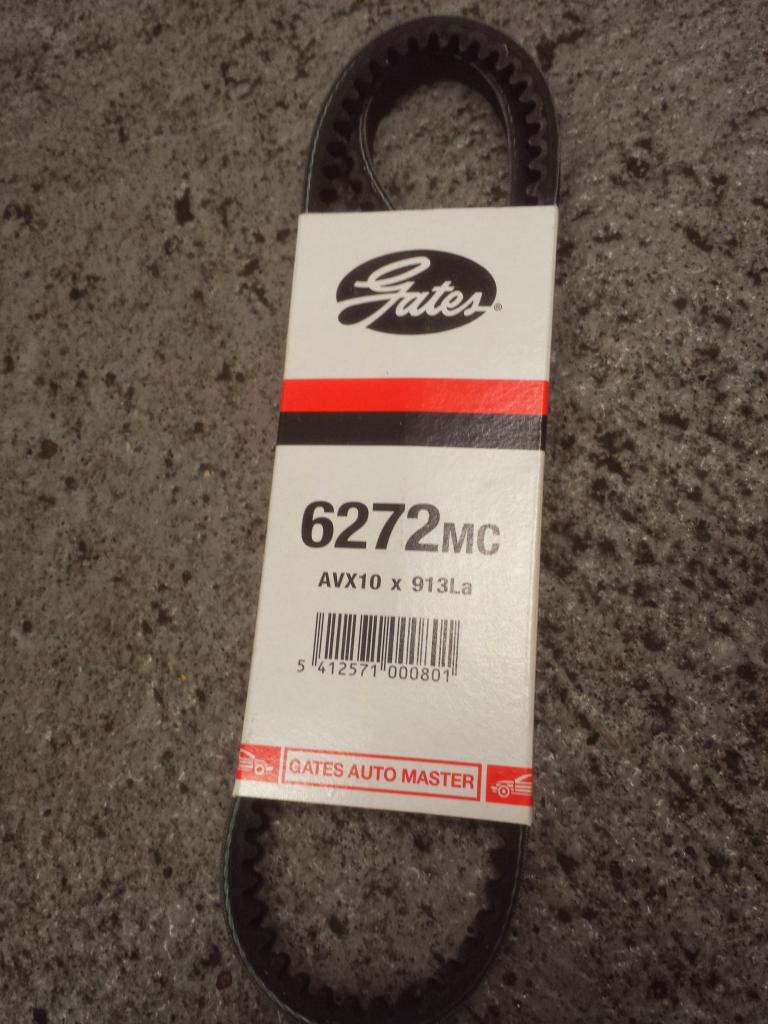 Gates®
6272MC
AVX10 x 913La
5 412571 000801
GATES AUTO MASTER